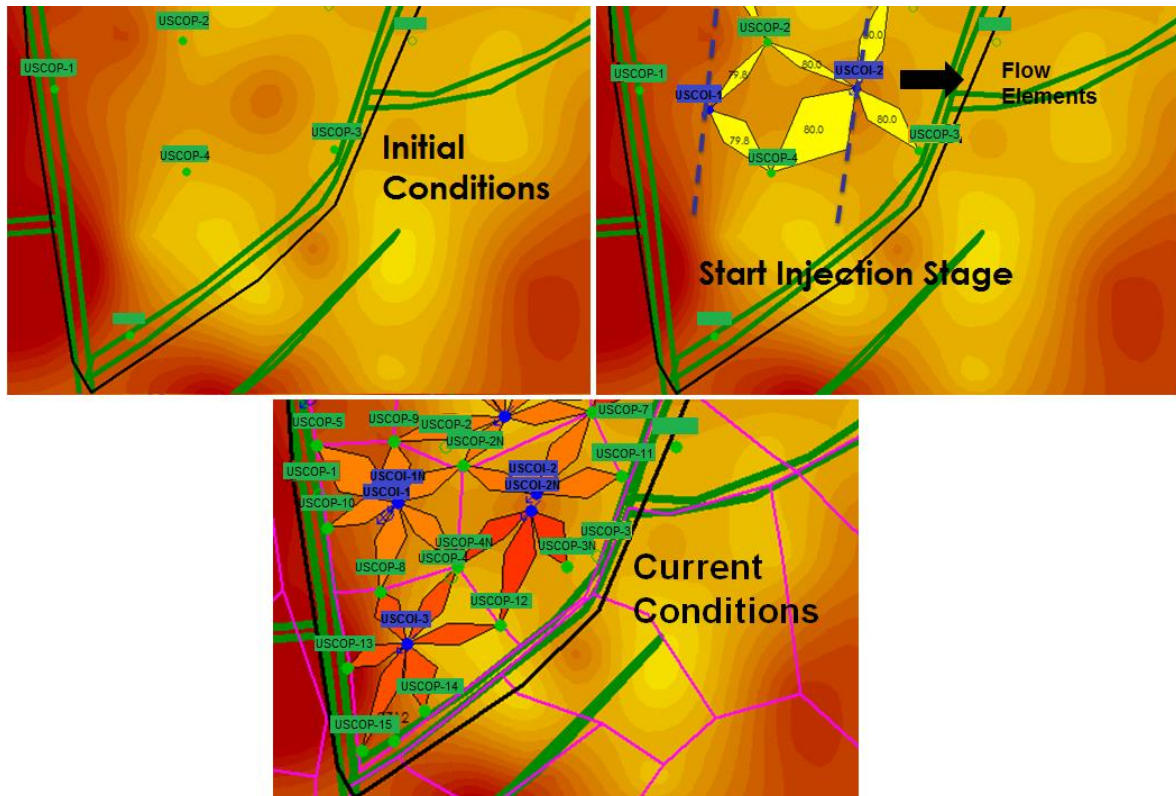 USCOP-2
USCOP-1
USCOP-3
USCOP-4
Initial
Conditions
USCOP-2
USCOP-1
USCOI-2
USCOI-1
USCOP-3
USCOP-4
79.8
80.0
80.0
79.8
80.0
80.0
Flow
Elements
Start Injection Stage
USCOP-5
USCOP-9
USCOP-2
USCOP-7
USCOP-2N
USCOP-1
USCOI-1N
USCOI-2
USCOP-11
USCOI-1
USCOI-2N
USCOP-10
USCOP-3
USCOP-4N
USCOP-3N
USCOP-4
USCOP-8
USCOP-12
USCOI-3
USCOP-13
USCOP-14
USCOP-15
Current
Conditions